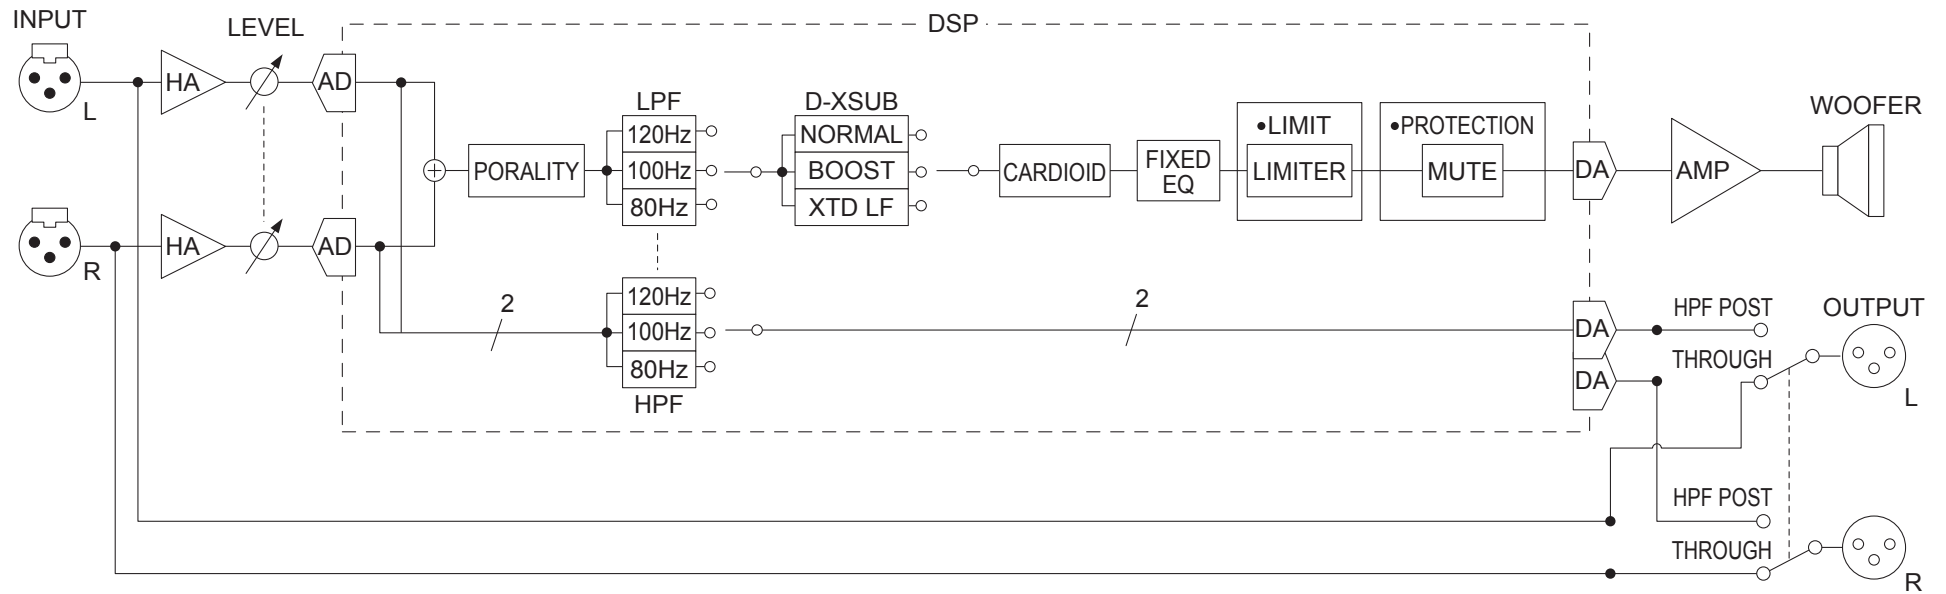 INPUT
LEVEL
DSP
L
HA
AD
LPF
120Hz
100Hz
80Hz
D-XSUB
NORMAL
BOOST
XTD LF
•LIMIT
LIMITER
•PROTECTION
MUTE
WOOFER
PORALITY
CARDIOID
FIXED
EQ
DA
AMP
R
HA
AD
2
120Hz
100Hz
80Hz
HPF
2
DA
DA
HPF POST
THROUGH
OUTPUT
L
HPF POST
THROUGH
R